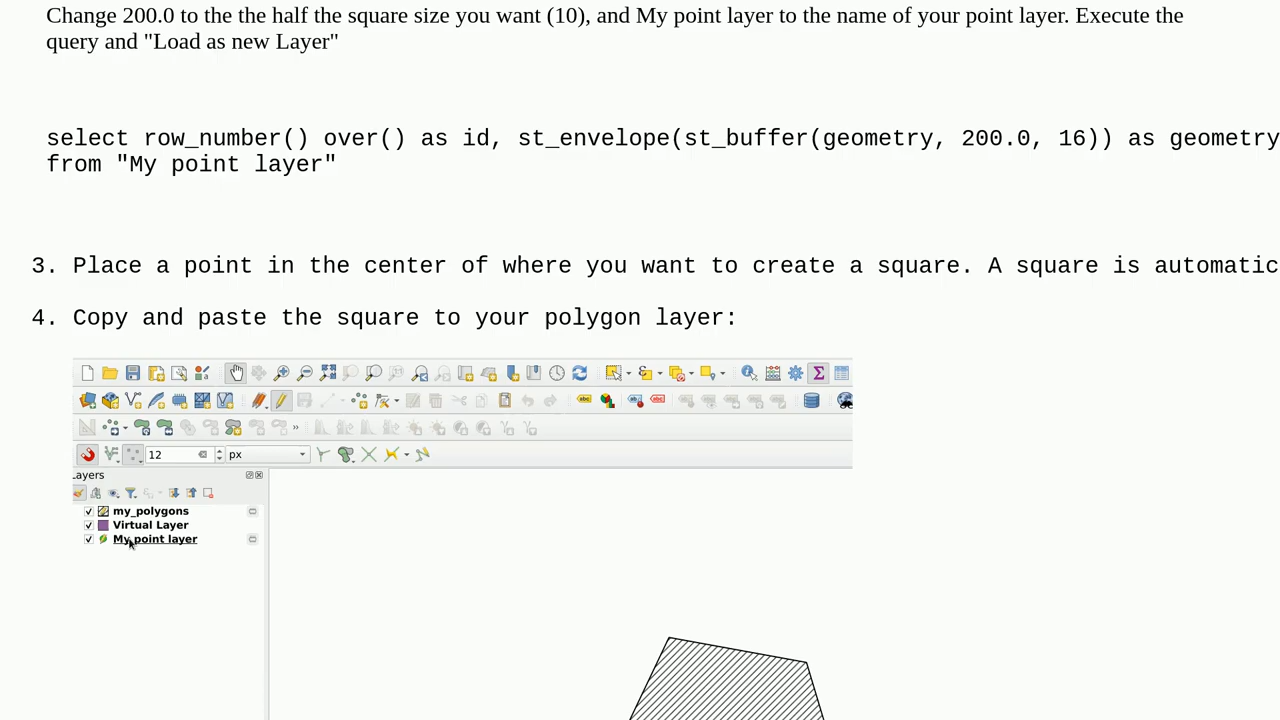 Change 200.0 to the the half the square size you want (10), and My point layer to the name of your point layer. Execute the
query and "Load as new Layer"
select row_number() over() as id, st_envelope(st_buffer(geometry, 200.0, 16)) as geometry
from "My point layer"
3. Place a point in the center of where you want to create a square. A square is automatic
4. Copy and paste the square to your polygon layer:
12 px
Layers
my_polygons
Virtual Layer
My point layer